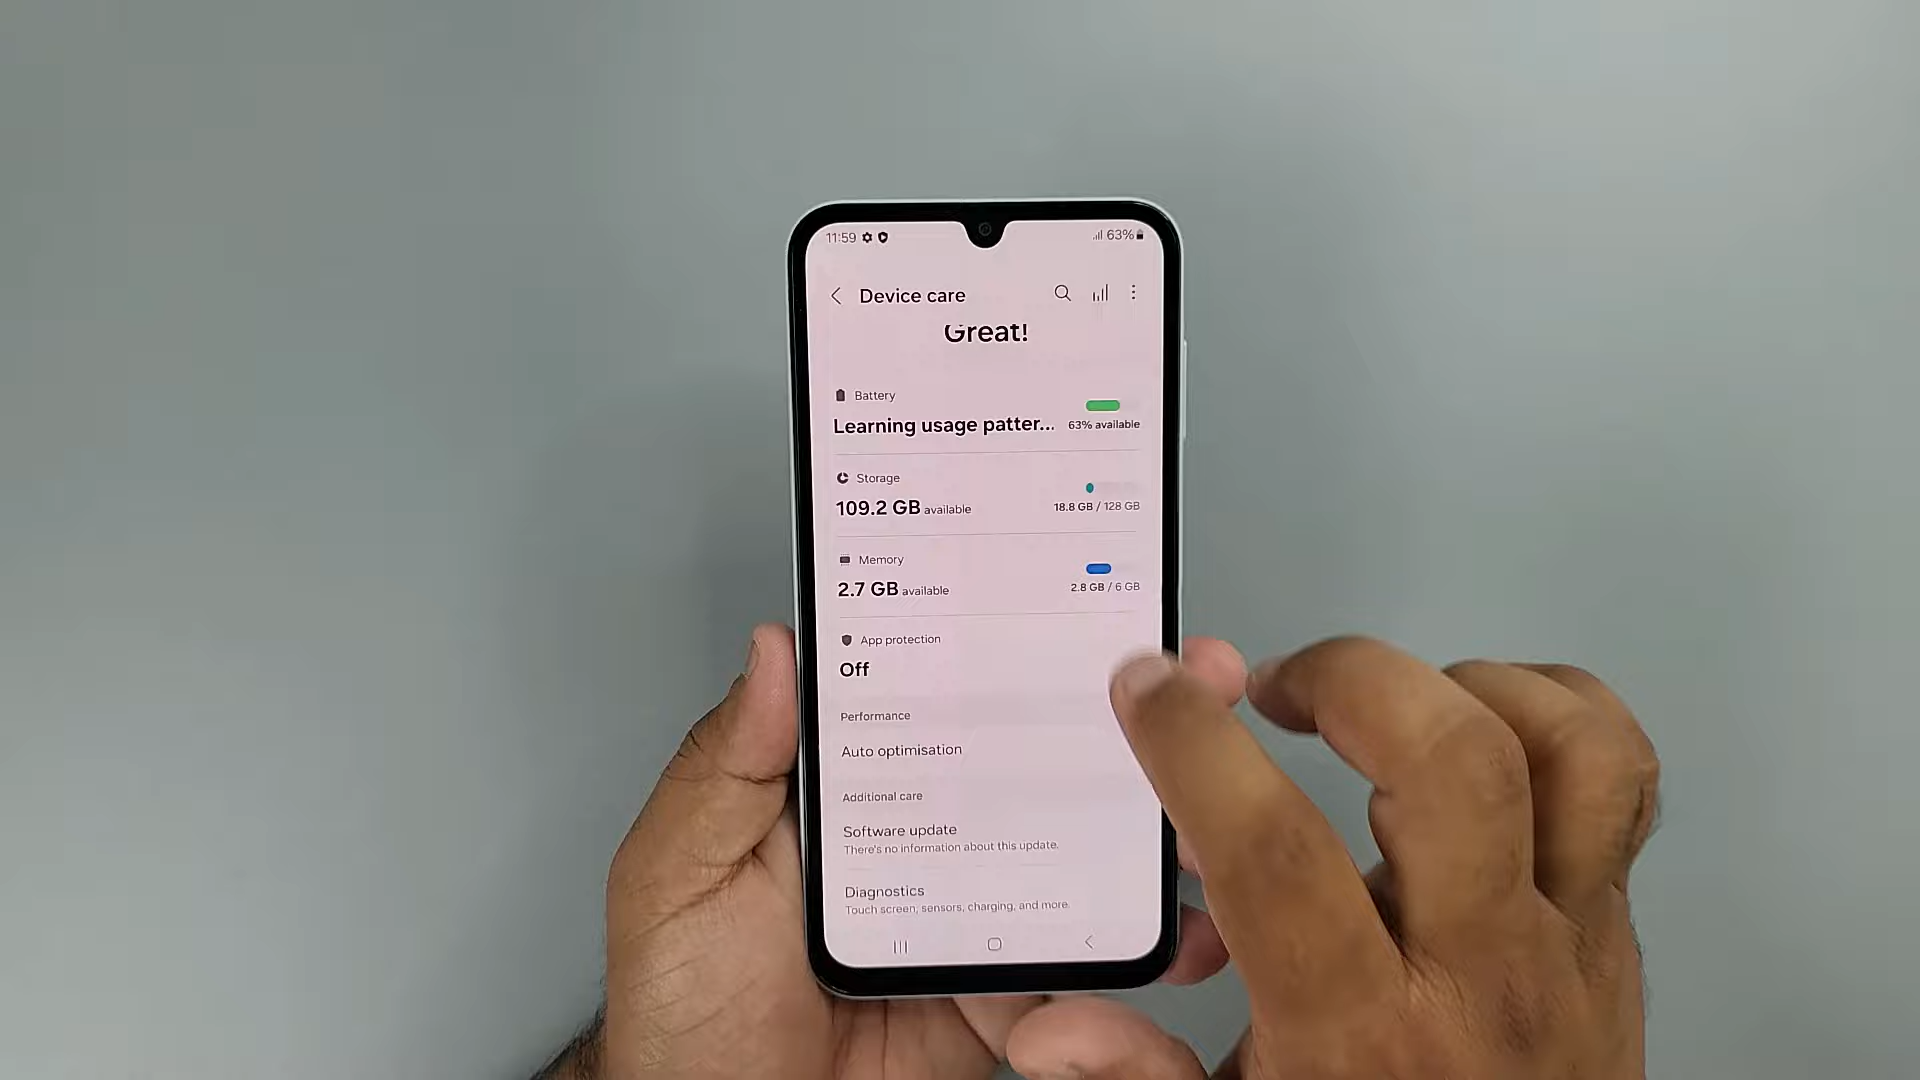 11:59 63%
Device care
Great!
Battery
Learning usage patter... 63% available
Storage
109.2 GB available 18.8 GB / 128 GB
Memory
2.7 GB available 2.8 GB / 6 GB
App protection
Off
Performance
Auto optimisation
Additional care
Software update
There's no information about this update.
Diagnostics
Touch screen, sensors, charging, and more.